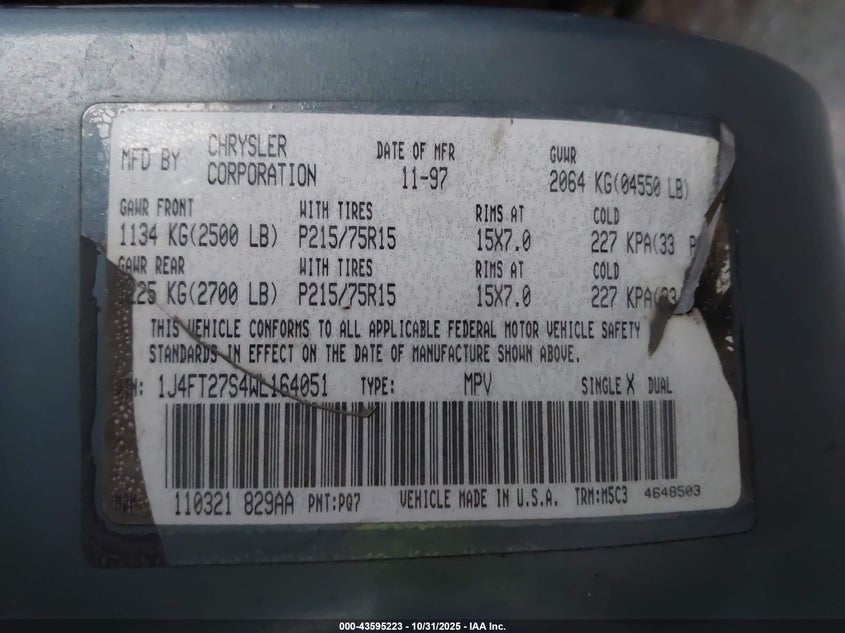 MFD BY CHRYSLER CORPORATION DATE OF MFR 11-97 GVWR 2064 KG(04550 LB)
GAWR FRONT WITH TIRES RIMS AT COLD
1134 KG(2500 LB) P215/75R15 15X7.0 227 KPA(33 P
GAWR REAR WITH TIRES RIMS AT COLD
225 KG(2700 LB) P215/75R15 15X7.0 227 KPA(33
THIS VEHICLE CONFORMS TO ALL APPLICABLE FEDERAL MOTOR VEHICLE SAFETY
STANDARDS IN EFFECT ON THE DATE OF MANUFACTURE SHOWN ABOVE.
1J4FT27S4WL164051 TYPE: MPV SINGLE X DUAL
110321 829AA PNT:PQ7 VEHICLE MADE IN U.S.A. TRM:M5C3 4648503
000-43595223 - 10/31/2025 - IAA Inc.